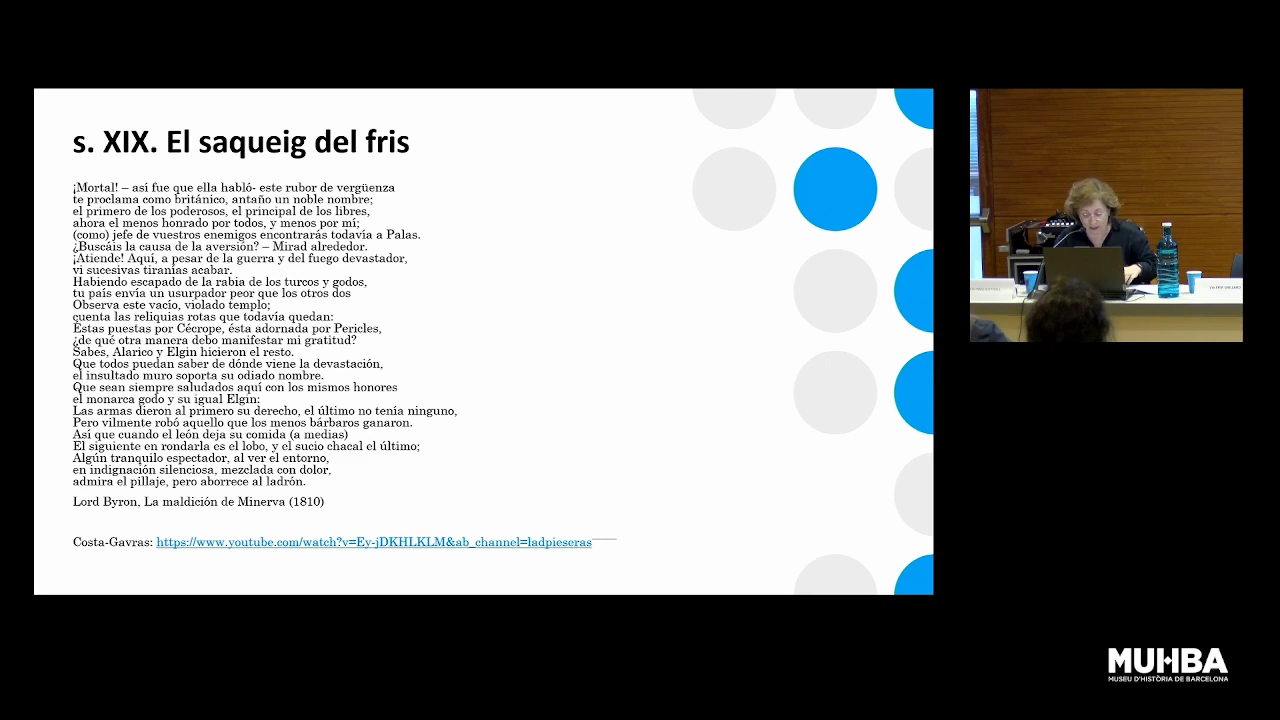 s. XIX. El saqueig del fris
¡Mortal! – así fue que ella habló- este rubor de vergüenza
te proclama como británico, antaño un noble nombre;
el primero de los poderosos, el principal de los libres,
ahora el menos honrado por todos, y menos por mí;
(como) jefe de vuestros enemigos encontrarás todavía a Palas.
¿Buscáis la causa de la aversión? – Mirad alrededor.
¡Atiende! Aquí, a pesar de la guerra y del fuego devastador,
vi sucesivas tiranías acabar.
Habiendo escapado de la rabia de los turcos y godos,
tu país envía un usurpador peor que los otros dos
Observa este vacío, violado templo;
cuenta las reliquias rotas que todavía quedan:
Estas puestas por Cécrope, ésta adornada por Pericles,
¿de qué otra manera debo manifestar mi gratitud?
Sabes, Alarico y Elgin hicieron el resto.
Que todos puedan saber de dónde viene la devastación,
el insultado muro soporta su odiado nombre.
Que sean siempre saludados aquí con los mismos honores
el monarca godo y su igual Elgin:
Las armas dieron al primero su derecho, el último no tenía ninguno,
Pero vilmente robó aquello que los menos bárbaros ganaron.
Así que cuando el león deja su comida (a medias)
El siguiente en rondarla es el lobo, y el sucio chacal el último;
Algún tranquilo espectador, al ver el entorno,
en indignación silenciosa, mezclada con dolor,
admira el pillaje, pero aborrece al ladrón.
Lord Byron, La maldición de Minerva (1810)
Costa-Gavras: https://www.youtube.com/watch?v=Ey-jDKHLKLM&ab_channel=ladpieseras
MUHBA
MUSEU D'HISTÒRIA DE BARCELONA